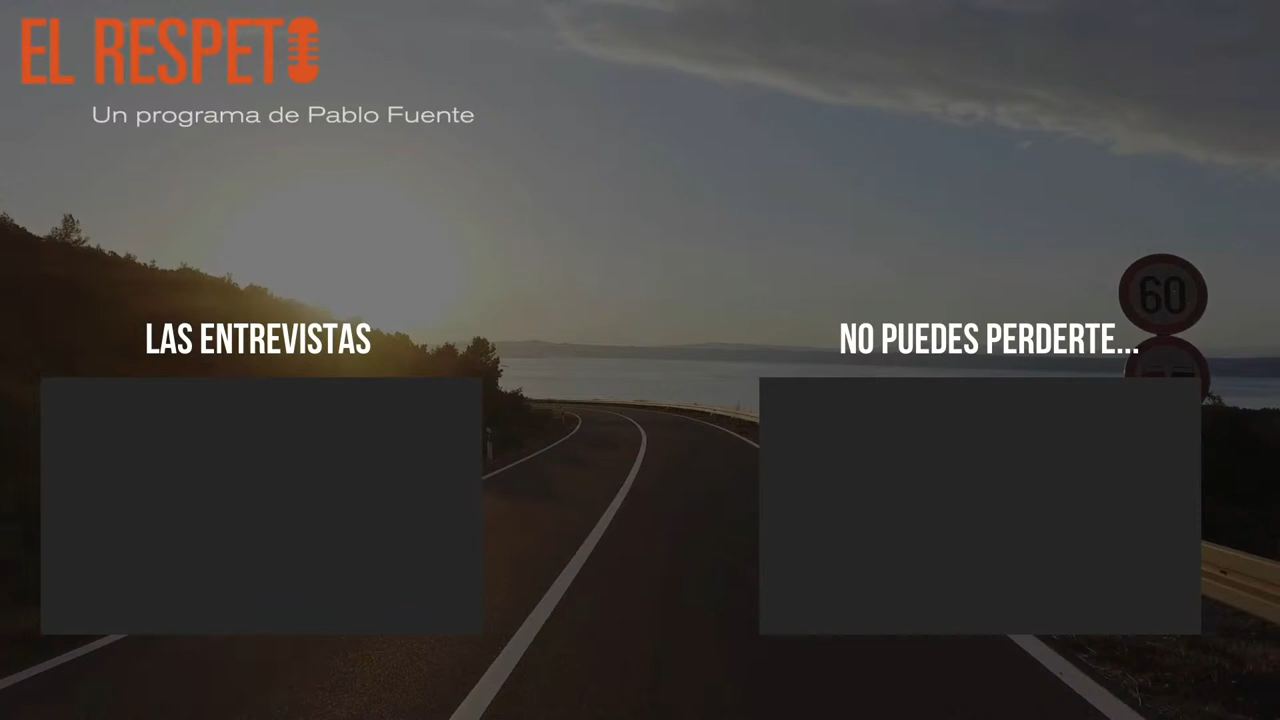 EL RESPETO
Un programa de Pablo Fuente
60
LAS ENTREVISTAS
NO PUEDES PERDERTE...